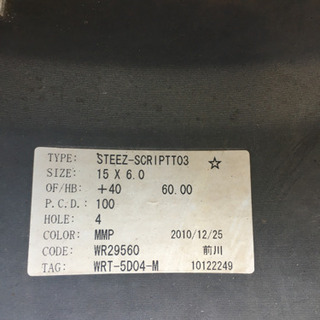 TYPE: STEEZ-SCRIPTT03 ☆
SIZE: 15 X 6.0
OF/HB: +40 60.00
P.C.D.: 100
HOLE: 4
COLOR: MMP 2010/12/25
CODE: WR29560 前川
TAG: WRT-5D04-M 10122249